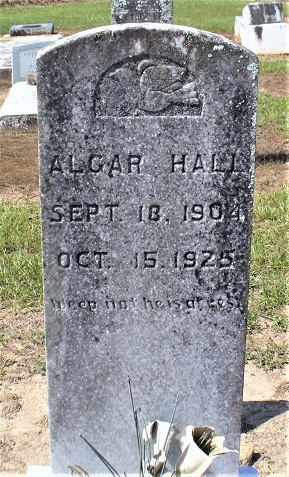 ALGAR HALL
SEPT. 18, 1904
OCT. 15, 1925
Weep not he is at rest.